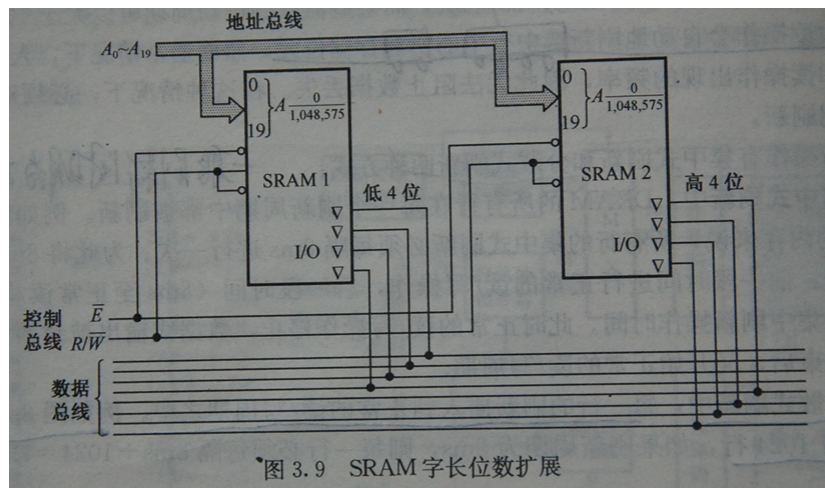 地址总线
A₀~A₁₉
0
19
A
0
1,048,575
SRAM 1
▽
I/O
▽
低 4 位
0
19
A
0
1,048,575
SRAM 2
▽
I/O
▽
高 4 位
控制
总线
E̅
R/W̅
数据
总线
图 3.9 SRAM 字长位数扩展